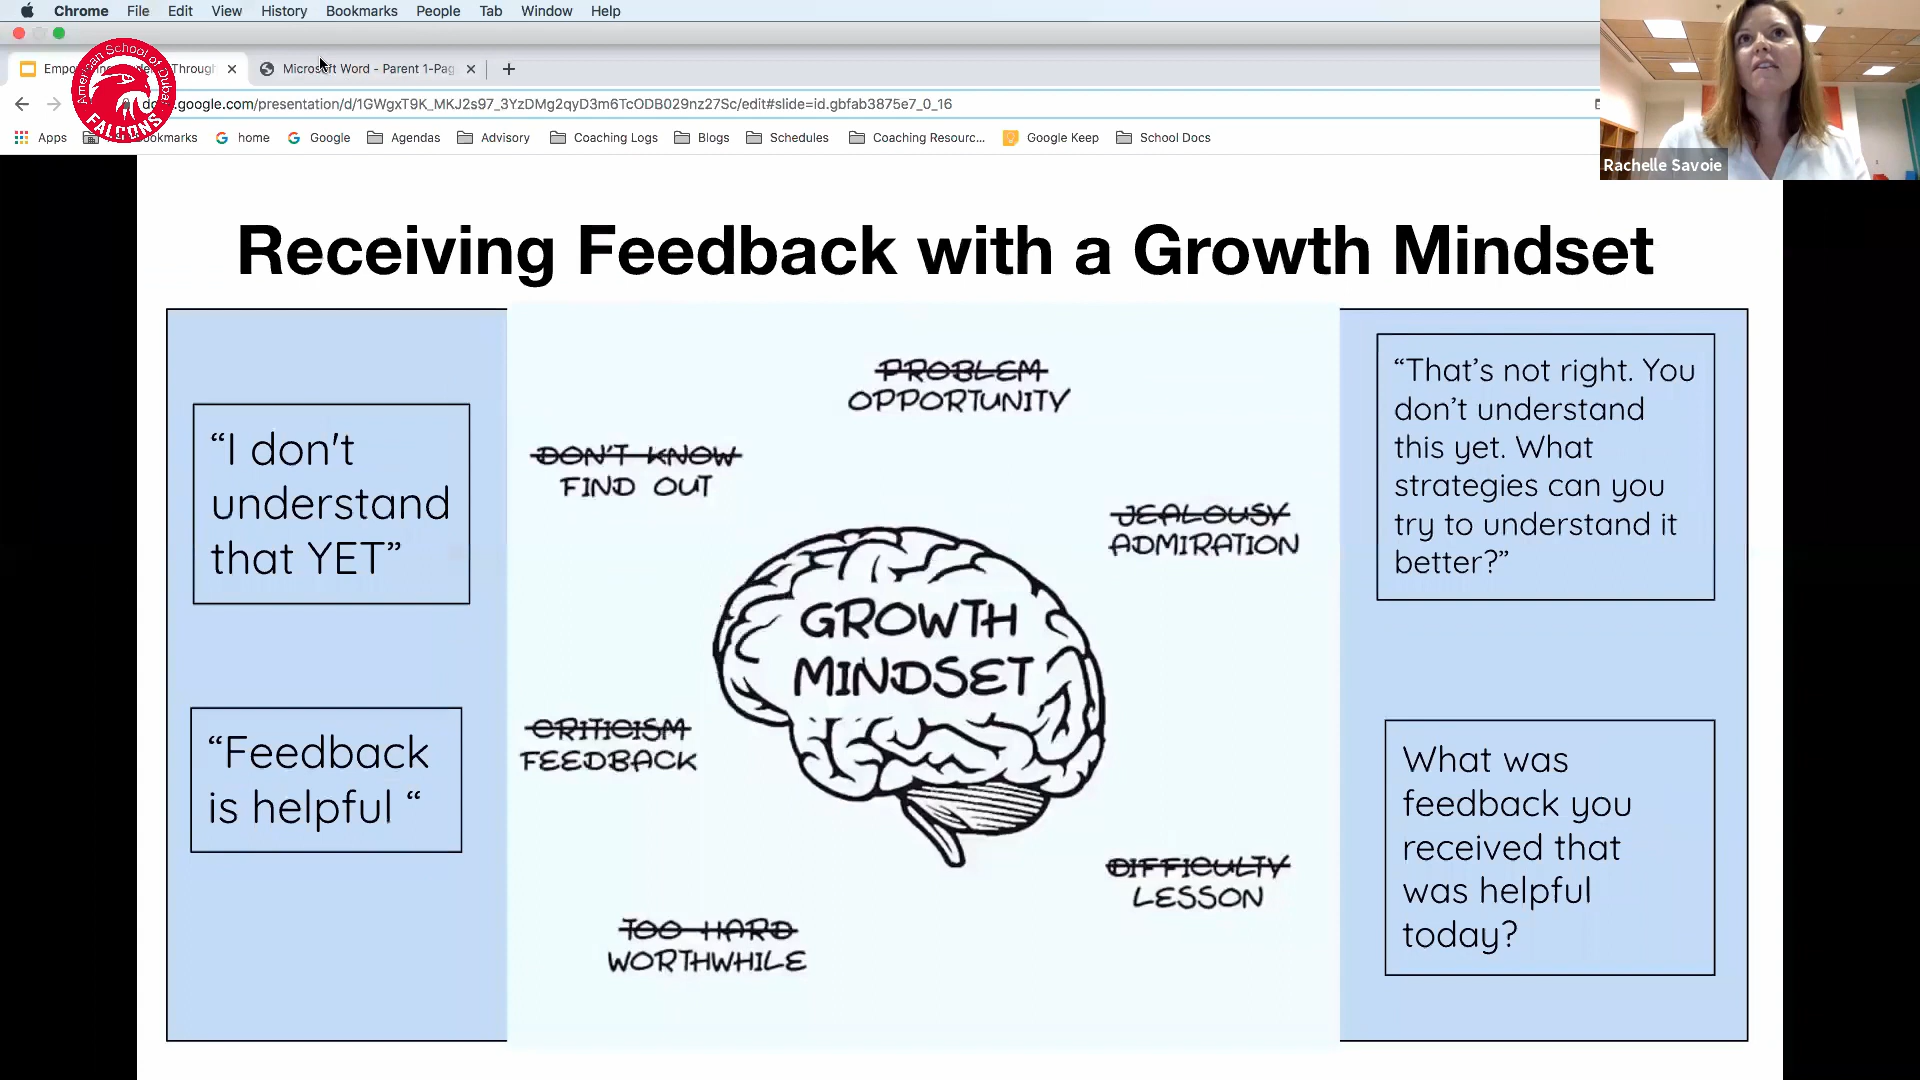 Chrome File Edit View History Bookmarks People Tab Window Help
Through
Microsoft Word - Parent 1-Pag
American School of Dubai
FALCONS
.google.com/presentation/d/1GWgxT9K_MKJ2s97_3YzDMg2qyD3m6TcODB029nz27Sc/edit#slide=id.gbfab3875e7_0_16
Apps home Google Agendas Advisory Coaching Logs Blogs Schedules Coaching Resourc... Google Keep School Docs
Rachelle Savoie
Receiving Feedback with a Growth Mindset
“I don't
understand
that YET”
“Feedback
is helpful “
PROBLEM
OPPORTUNITY
DON'T KNOW
FIND OUT
JEALOUSY
ADMIRATION
GROWTH
MINDSET
CRITICISM
FEEDBACK
DIFFICULTY
LESSON
TOO HARD
WORTHWHILE
“That’s not right. You
don’t understand
this yet. What
strategies can you
try to understand it
better?”
What was
feedback you
received that
was helpful
today?